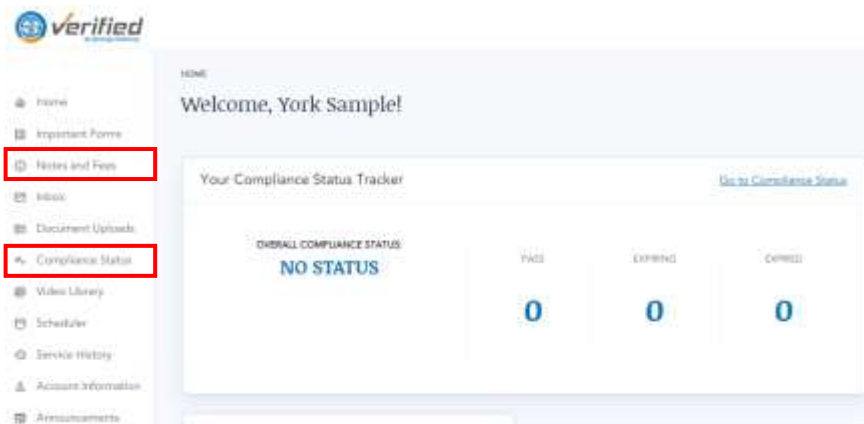 verified
HOME
Welcome, York Sample!
Home
Important Forms
Notes and Fees
Inbox
Document Uploads
Compliance Status
Video Library
Scheduler
Service History
Account Information
Announcements
Your Compliance Status Tracker
Go to Compliance Status
OVERALL COMPLIANCE STATUS
NO STATUS
PASS
0
EXPIRING
0
EXPIRED
0